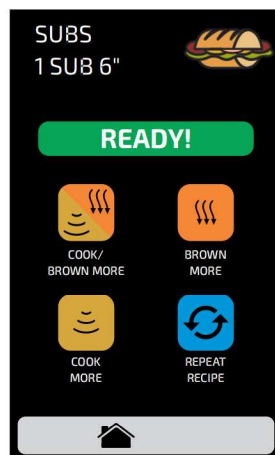 SUBS
1 SUB 6"
READY!
COOK/
BROWN MORE
BROWN
MORE
COOK
MORE
REPEAT
RECIPE